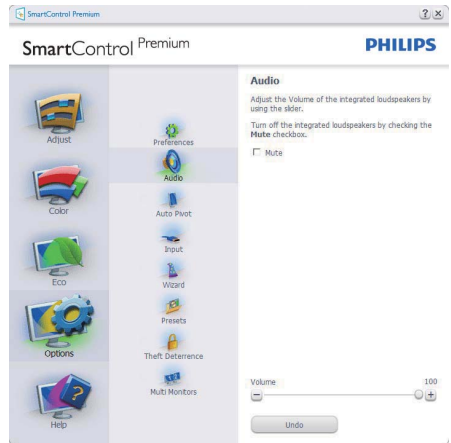 SmartControl Premium
SmartControl Premium
PHILIPS
Adjust
Color
Eco
Options
Help
Preferences
Audio
Auto Pivot
Input
Wizard
Presets
Theft Deterrence
Multi Monitors
Audio
Adjust the Volume of the integrated loudspeakers by
using the slider.
Turn off the integrated loudspeakers by checking the
Mute checkbox.
Mute
Volume 100
Undo